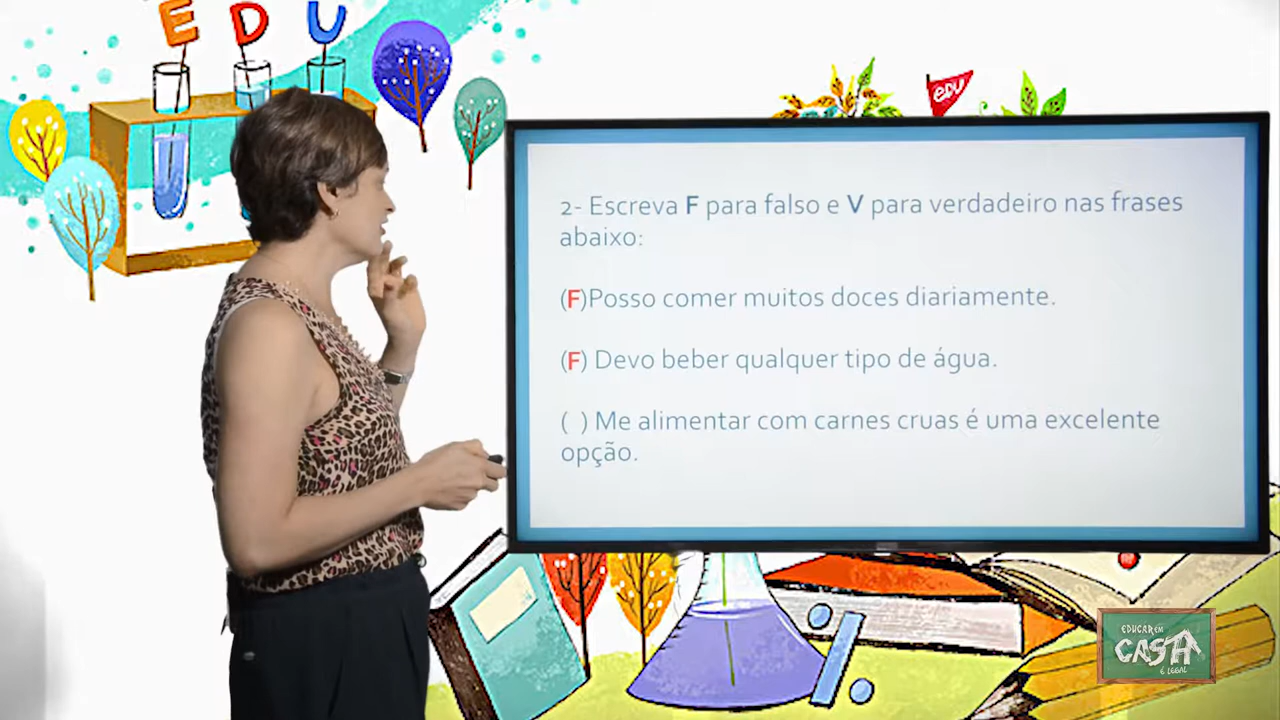 EDU
EDU
2- Escreva F para falso e V para verdadeiro nas frases
abaixo:
(F)Posso comer muitos doces diariamente.
(F) Devo beber qualquer tipo de água.
( ) Me alimentar com carnes cruas é uma excelente
opção.
EDUCAR EM
CASA
É LEGAL